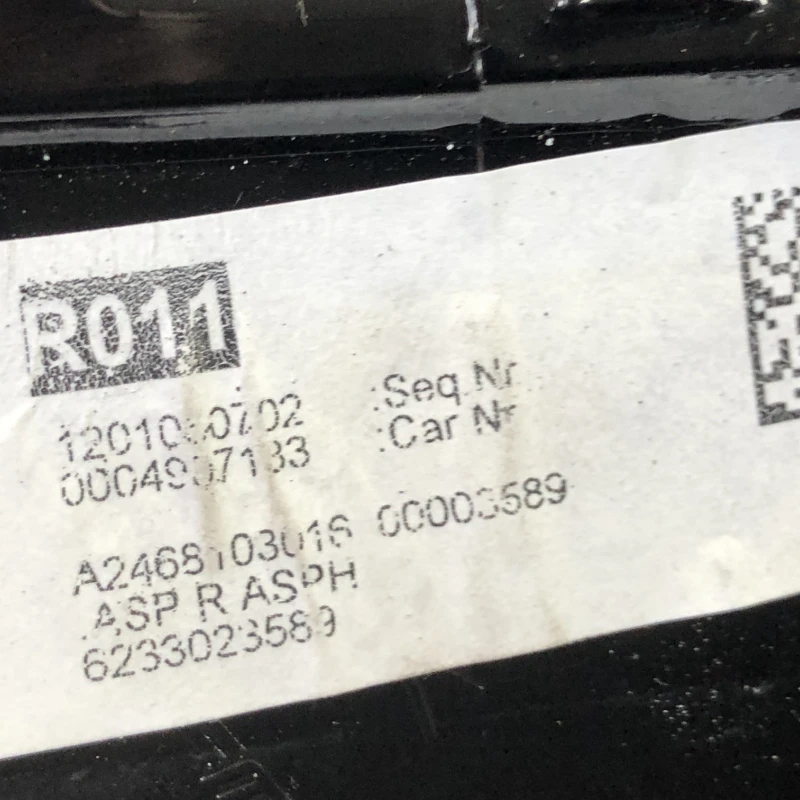 R011
:Seq Nr
:Car Nr
A2468103016 00003589
.ASP R ASPH
6233023589